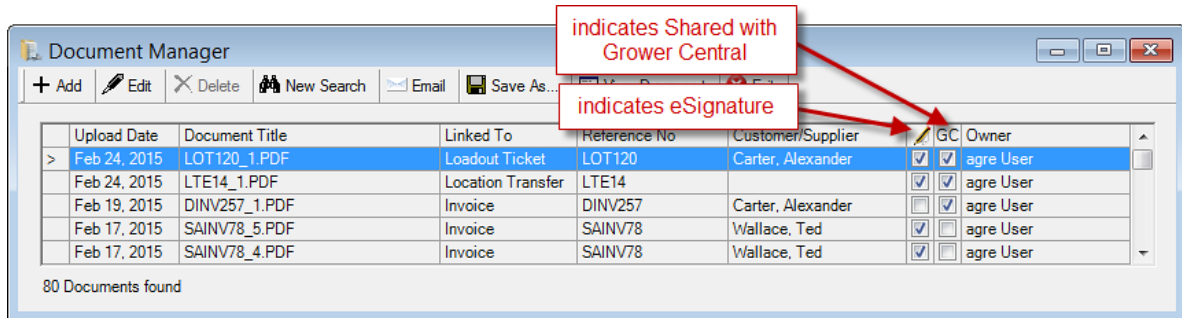 indicates Shared with
Grower Central
Document Manager
Add Edit Delete New Search Email Save As...
indicates eSignature
Upload Date Document Title Linked To Reference No Customer/Supplier GC Owner
> Feb 24, 2015 LOT120_1.PDF Loadout Ticket LOT120 Carter, Alexander agre User
Feb 24, 2015 LTE14_1.PDF Location Transfer LTE14 agre User
Feb 19, 2015 DINV257_1.PDF Invoice DINV257 Carter, Alexander agre User
Feb 17, 2015 SAINV78_5.PDF Invoice SAINV78 Wallace, Ted agre User
Feb 17, 2015 SAINV78_4.PDF Invoice SAINV78 Wallace, Ted agre User
80 Documents found